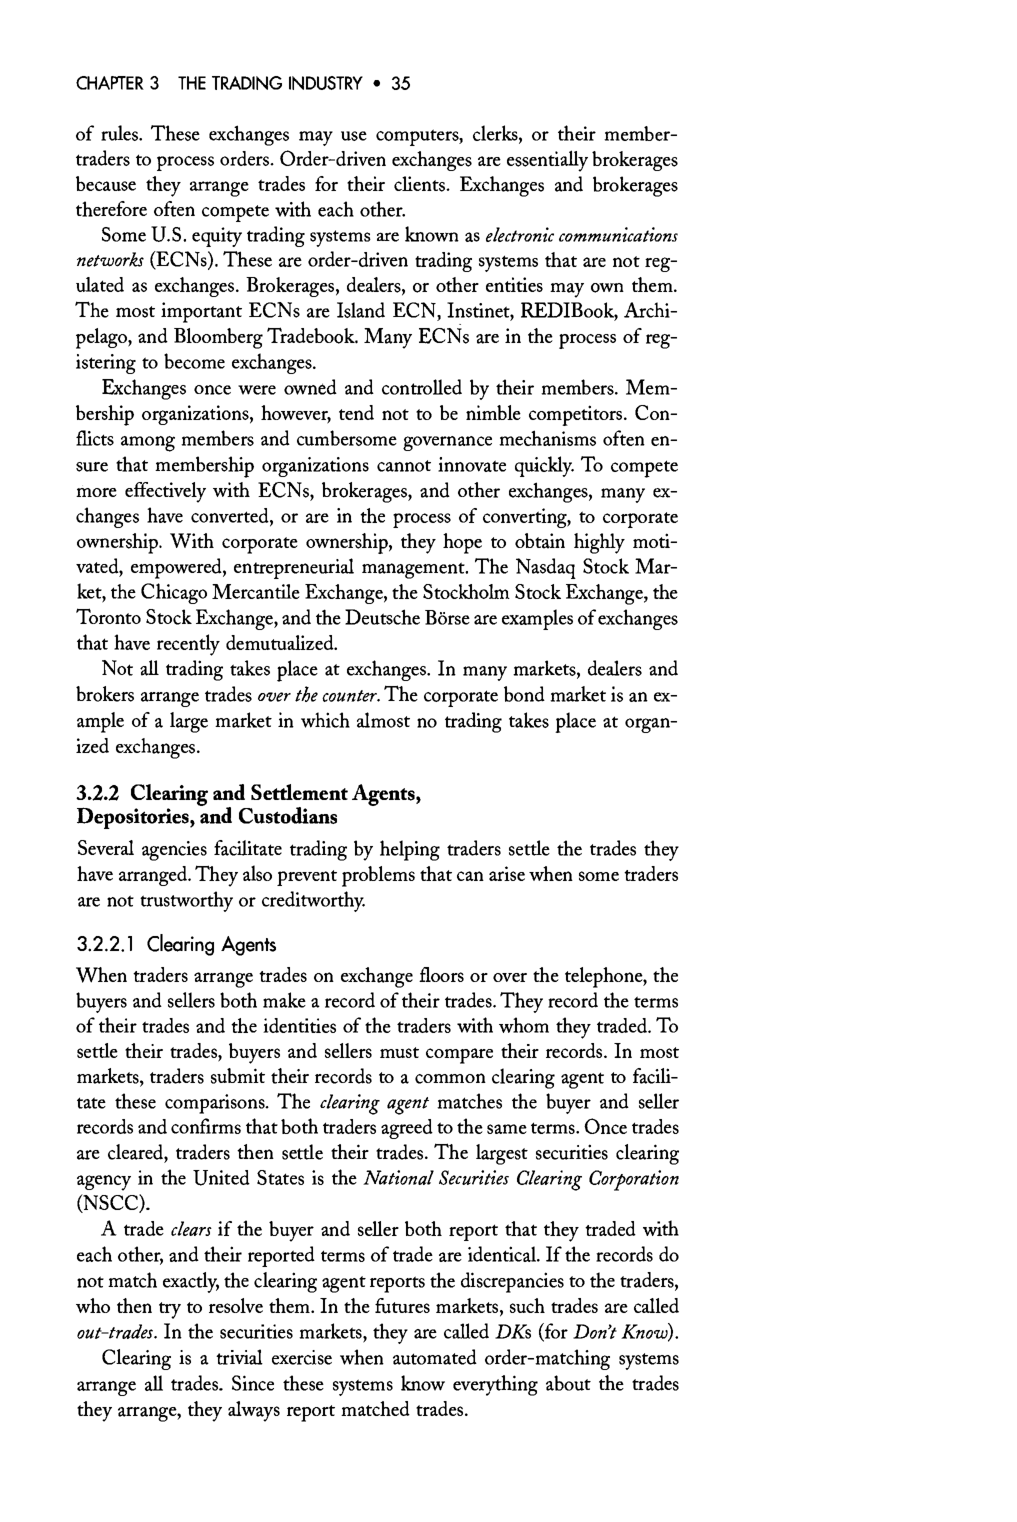 CHAPTER 3 THE TRADING INDUSTRY • 35
of rules. These exchanges may use computers, clerks, or their member-
traders to process orders. Order-driven exchanges are essentially brokerages
because they arrange trades for their clients. Exchanges and brokerages
therefore often compete with each other.
Some U.S. equity trading systems are known as electronic communications
networks (ECNs). These are order-driven trading systems that are not reg-
ulated as exchanges. Brokerages, dealers, or other entities may own them.
The most important ECNs are Island ECN, Instinet, REDIBook, Archi-
pelago, and Bloomberg Tradebook. Many ECNs are in the process of reg-
istering to become exchanges.
Exchanges once were owned and controlled by their members. Mem-
bership organizations, however, tend not to be nimble competitors. Con-
flicts among members and cumbersome governance mechanisms often en-
sure that membership organizations cannot innovate quickly. To compete
more effectively with ECNs, brokerages, and other exchanges, many ex-
changes have converted, or are in the process of converting, to corporate
ownership. With corporate ownership, they hope to obtain highly moti-
vated, empowered, entrepreneurial management. The Nasdaq Stock Mar-
ket, the Chicago Mercantile Exchange, the Stockholm Stock Exchange, the
Toronto Stock Exchange, and the Deutsche Börse are examples of exchanges
that have recently demutualized.
Not all trading takes place at exchanges. In many markets, dealers and
brokers arrange trades over the counter. The corporate bond market is an ex-
ample of a large market in which almost no trading takes place at organ-
ized exchanges.
3.2.2 Clearing and Settlement Agents,
Depositories, and Custodians
Several agencies facilitate trading by helping traders settle the trades they
have arranged. They also prevent problems that can arise when some traders
are not trustworthy or creditworthy.
3.2.2.1 Clearing Agents
When traders arrange trades on exchange floors or over the telephone, the
buyers and sellers both make a record of their trades. They record the terms
of their trades and the identities of the traders with whom they traded. To
settle their trades, buyers and sellers must compare their records. In most
markets, traders submit their records to a common clearing agent to facili-
tate these comparisons. The clearing agent matches the buyer and seller
records and confirms that both traders agreed to the same terms. Once trades
are cleared, traders then settle their trades. The largest securities clearing
agency in the United States is the National Securities Clearing Corporation
(NSCC).
A trade clears if the buyer and seller both report that they traded with
each other, and their reported terms of trade are identical. If the records do
not match exactly, the clearing agent reports the discrepancies to the traders,
who then try to resolve them. In the futures markets, such trades are called
out-trades. In the securities markets, they are called DKs (for Don't Know).
Clearing is a trivial exercise when automated order-matching systems
arrange all trades. Since these systems know everything about the trades
they arrange, they always report matched trades.